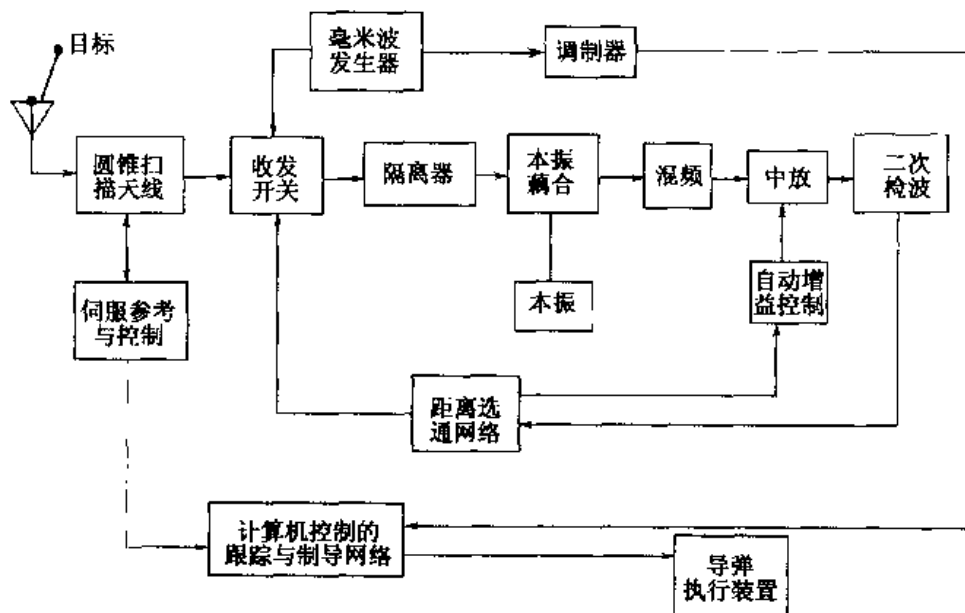 目标
毫米波
发生器
调制器
圆锥扫
描天线
收发
开关
隔离器
本振
耦合
混频
中放
二次
检波
伺服参考
与控制
本振
自动增
益控制
距离选
通网络
计算机控制的
跟踪与制导网络
导弹
执行装置